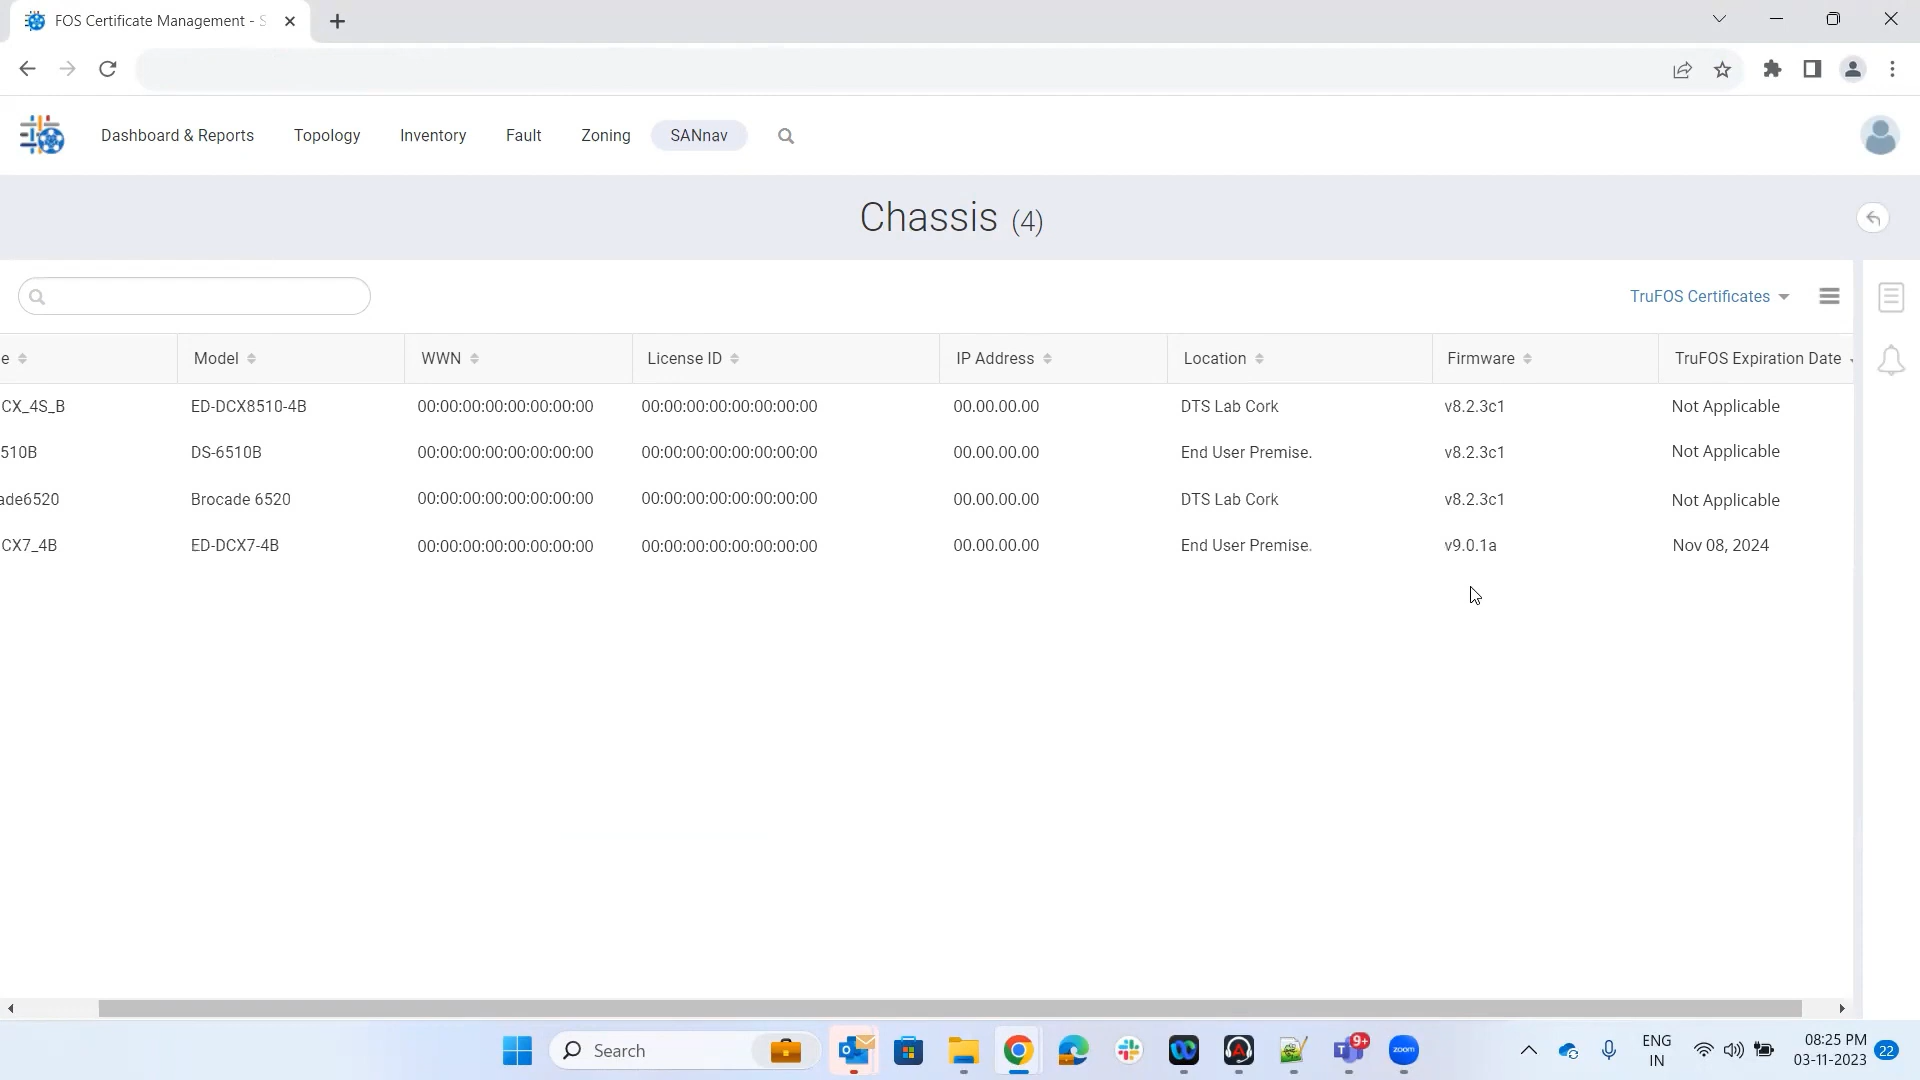 FOS Certificate Management - S
Dashboard & Reports Topology Inventory Fault Zoning SANnav
Chassis (4)
TruFOS Certificates
e Model WWN License ID IP Address Location Firmware TruFOS Expiration Date
CX_4S_B ED-DCX8510-4B 00:00:00:00:00:00:00:00 00:00:00:00:00:00:00:00 00.00.00.00 DTS Lab Cork v8.2.3c1 Not Applicable
510B DS-6510B 00:00:00:00:00:00:00:00 00:00:00:00:00:00:00:00 00.00.00.00 End User Premise. v8.2.3c1 Not Applicable
ade6520 Brocade 6520 00:00:00:00:00:00:00:00 00:00:00:00:00:00:00:00 00.00.00.00 DTS Lab Cork v8.2.3c1 Not Applicable
CX7_4B ED-DCX7-4B 00:00:00:00:00:00:00:00 00:00:00:00:00:00:00:00 00.00.00.00 End User Premise. v9.0.1a Nov 08, 2024
Search 9+ zoom ENG 08:25 PM
IN 03-11-2023 22